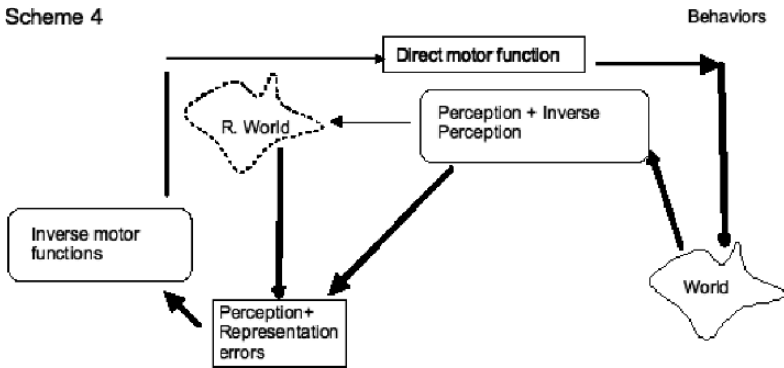 Scheme 4
Behaviors
Direct motor function
R. World
Perception + Inverse
Perception
Inverse motor
functions
World
Perception+
Representation
errors